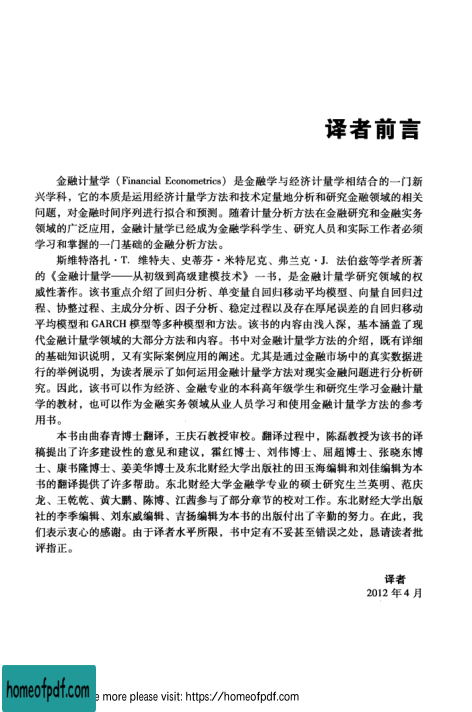 译者前言
金融计量学（Financial Econometrics）是金融学与经济计量学相结合的一门新
兴学科，它的本质是运用经济计量学方法和技术定量地分析和研究金融领域的相关
问题，对金融时间序列进行拟合和预测。随着计量分析方法在金融研究和金融实务
领域的广泛应用，金融计量学已经成为金融学科学生、研究人员和实际工作者必须
学习和掌握的一门基础的金融分析方法。
斯维特洛扎·T. 维特夫、史蒂芬·米特尼克、弗兰克·J. 法伯兹等学者所著
的《金融计量学——从初级到高级建模技术》一书，是金融计量学研究领域的权
威性著作。该书重点介绍了回归分析、单变量自回归移动平均模型、向量自回归过
程、协整过程、主成分分析、因子分析、稳定过程以及存在厚尾误差的自回归移动
平均模型和 GARCH 模型等多种模型和方法。该书的内容由浅入深，基本涵盖了现
代金融计量学领域的大部分方法和内容。书中对金融计量学方法的介绍，既有详细
的基础知识说明，又有实际案例应用的阐述。尤其是通过金融市场中的真实数据进
行的举例说明，为读者展示了如何运用金融计量学方法对现实金融问题进行分析研
究。因此，该书可以作为经济、金融专业的本科高年级学生和研究生学习金融计量
学的教材，也可以作为金融实务领域从业人员学习和使用金融计量学方法的参考
用书。
本书由曲春青博士翻译，王庆石教授审校。翻译过程中，陈磊教授为该书的译
稿提出了许多建设性的意见和建议，霍红博士、刘伟博士、屈超博士、张晓东博
士、康书隆博士、姜美华博士及东北财经大学出版社的田玉海编辑和刘佳编辑为本
书的翻译提供了许多帮助。东北财经大学金融学专业的硕士研究生兰英明、范庆
龙、王乾乾、黄大鹏、陈博、江茜参与了部分章节的校对工作。东北财经大学出版
社的李季编辑、刘东威编辑、吉扬编辑为本书的出版付出了辛勤的努力。在此，我
们表示衷心的感谢。由于译者水平所限，书中定有不妥甚至错误之处，恳请读者批
评指正。
译者
2012 年 4 月
homeofpdf.com
e more please visit: https://homeofpdf.com